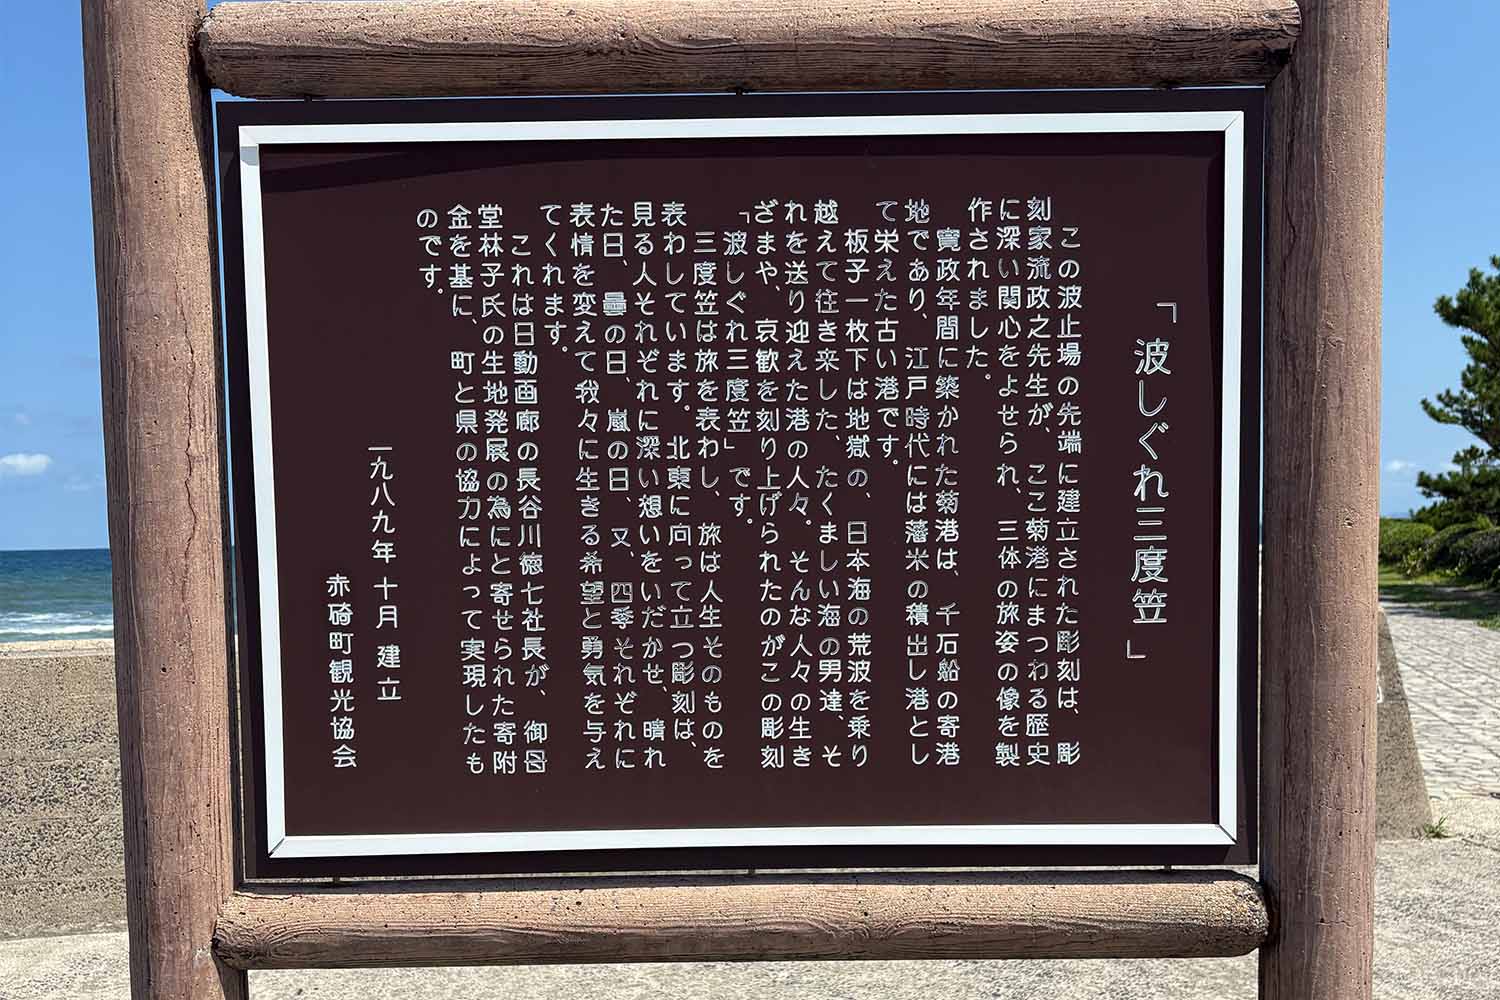 「波しぐれ三度笠」
この波止場の先端に建立された彫刻は、彫
刻家流政之先生が、ここ菊港にまつわる歴史
に深い関心をよせられ、三体の旅姿の像を製
作されました。
寛政年間に築かれた菊港は、千石船の寄港
地であり、江戸時代には藩米の積出し港とし
て栄えた古い港です。
板子一枚下は地獄の、日本海の荒波を乗り
越えて往き来した、たくましい海の男達、そ
れを送り迎えた港の人々。そんな人々の生き
ざまや、哀歓を刻り上げられたのがこの彫刻
「波しぐれ三度笠」です。
三度笠は旅を表わし、旅は人生そのものを
表わしています。北東に向って立つ彫刻は、
見る人それぞれに深い想いをいだかせ、晴れ
た日、曇の日、嵐の日、又、四季それぞれに
表情を変えて我々に生きる希望と勇気を与え
てくれます。
これは日動画廊の長谷川徳七社長が、御母
堂林子氏の生地発展の為にと寄せられた寄附
金を基に、町と県の協力によって実現したも
のです。
一九八九年十月建立
赤碕町観光協会